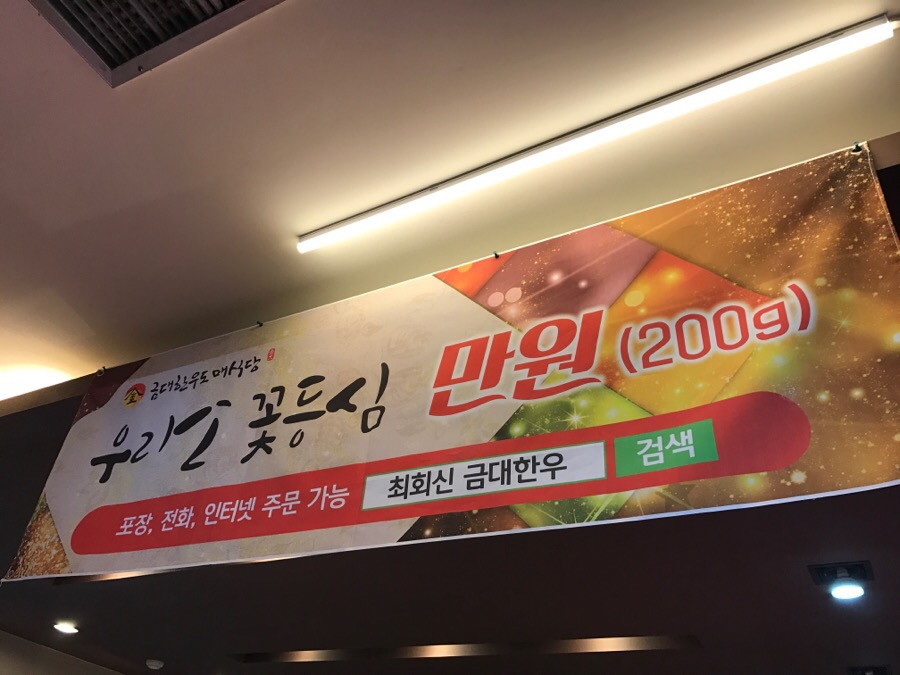 금대한우도매식당
우리소 꽃등심 만원 (200g)
포장, 전화, 인터넷 주문 가능 최회신 금대한우 검색